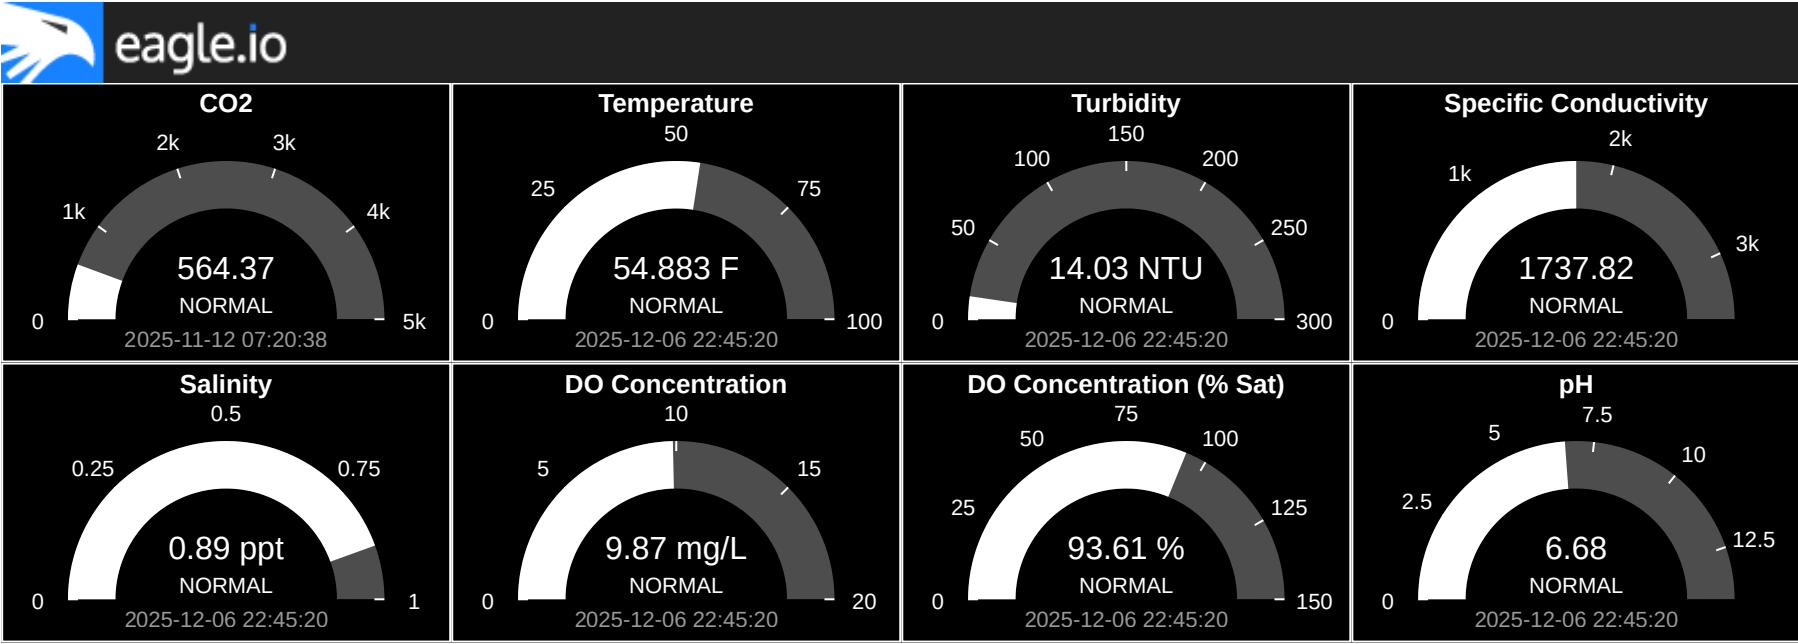 eagle.io
CO2
2k
3k
1k
4k
564.37
NORMAL
0
5k
2025-11-12 07:20:38
Temperature
50
25
75
54.883 F
NORMAL
0
100
2025-12-06 22:45:20
Turbidity
150
100
200
50
250
14.03 NTU
NORMAL
0
300
2025-12-06 22:45:20
Specific Conductivity
2k
1k
3k
1737.82
NORMAL
0
2025-12-06 22:45:20
Salinity
0.5
0.25
0.75
0.89 ppt
NORMAL
0
1
2025-12-06 22:45:20
DO Concentration
10
5
15
9.87 mg/L
NORMAL
0
20
2025-12-06 22:45:20
DO Concentration (% Sat)
75
50
100
25
125
93.61 %
NORMAL
0
150
2025-12-06 22:45:20
pH
7.5
5
10
2.5
12.5
6.68
NORMAL
0
2025-12-06 22:45:20